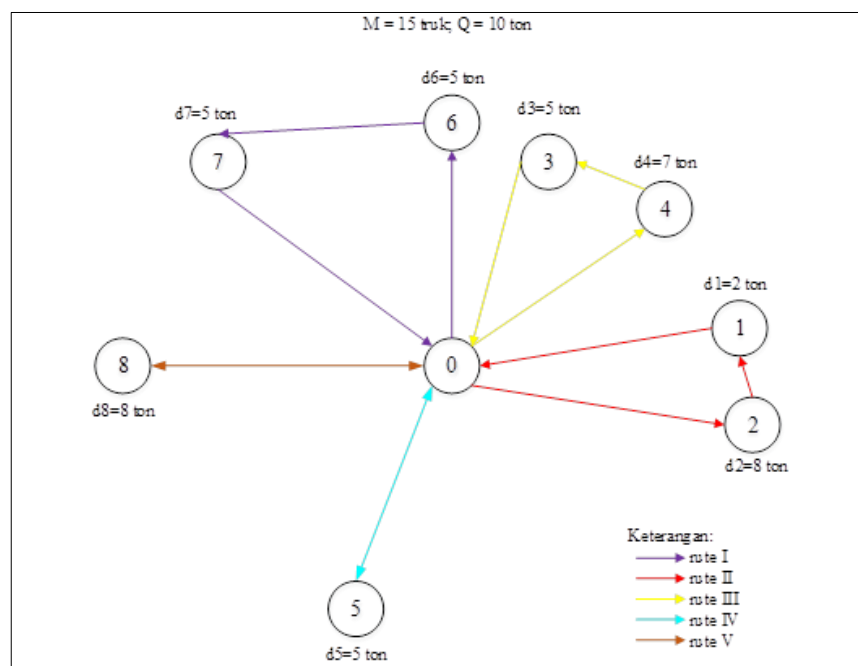 M = 15 truk; Q = 10 ton
d6=5 ton
6
d7=5 ton
7
d3=5 ton
3
d4=7 ton
4
d1=2 ton
1
8
d8=8 ton
0
2
d2=8 ton
5
d5=5 ton
Keterangan:
rute I
rute II
rute III
rute IV
rute V